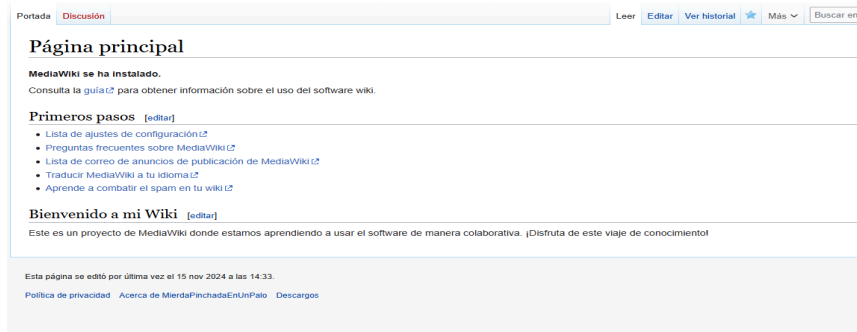 Portada Discusión Leer Editar Ver historial Más Buscar en
Página principal
MediaWiki se ha instalado.
Consulta la guía para obtener información sobre el uso del software wiki.
Primeros pasos [editar]
Lista de ajustes de configuración
Preguntas frecuentes sobre MediaWiki
Lista de correo de anuncios de publicación de MediaWiki
Traducir MediaWiki a tu idioma
Aprende a combatir el spam en tu wiki
Bienvenido a mi Wiki [editar]
Este es un proyecto de MediaWiki donde estamos aprendiendo a usar el software de manera colaborativa. ¡Disfruta de este viaje de conocimiento!
Esta página se editó por última vez el 15 nov 2024 a las 14:33.
Política de privacidad Acerca de MierdaPinchadaEnUnPalo Descargos